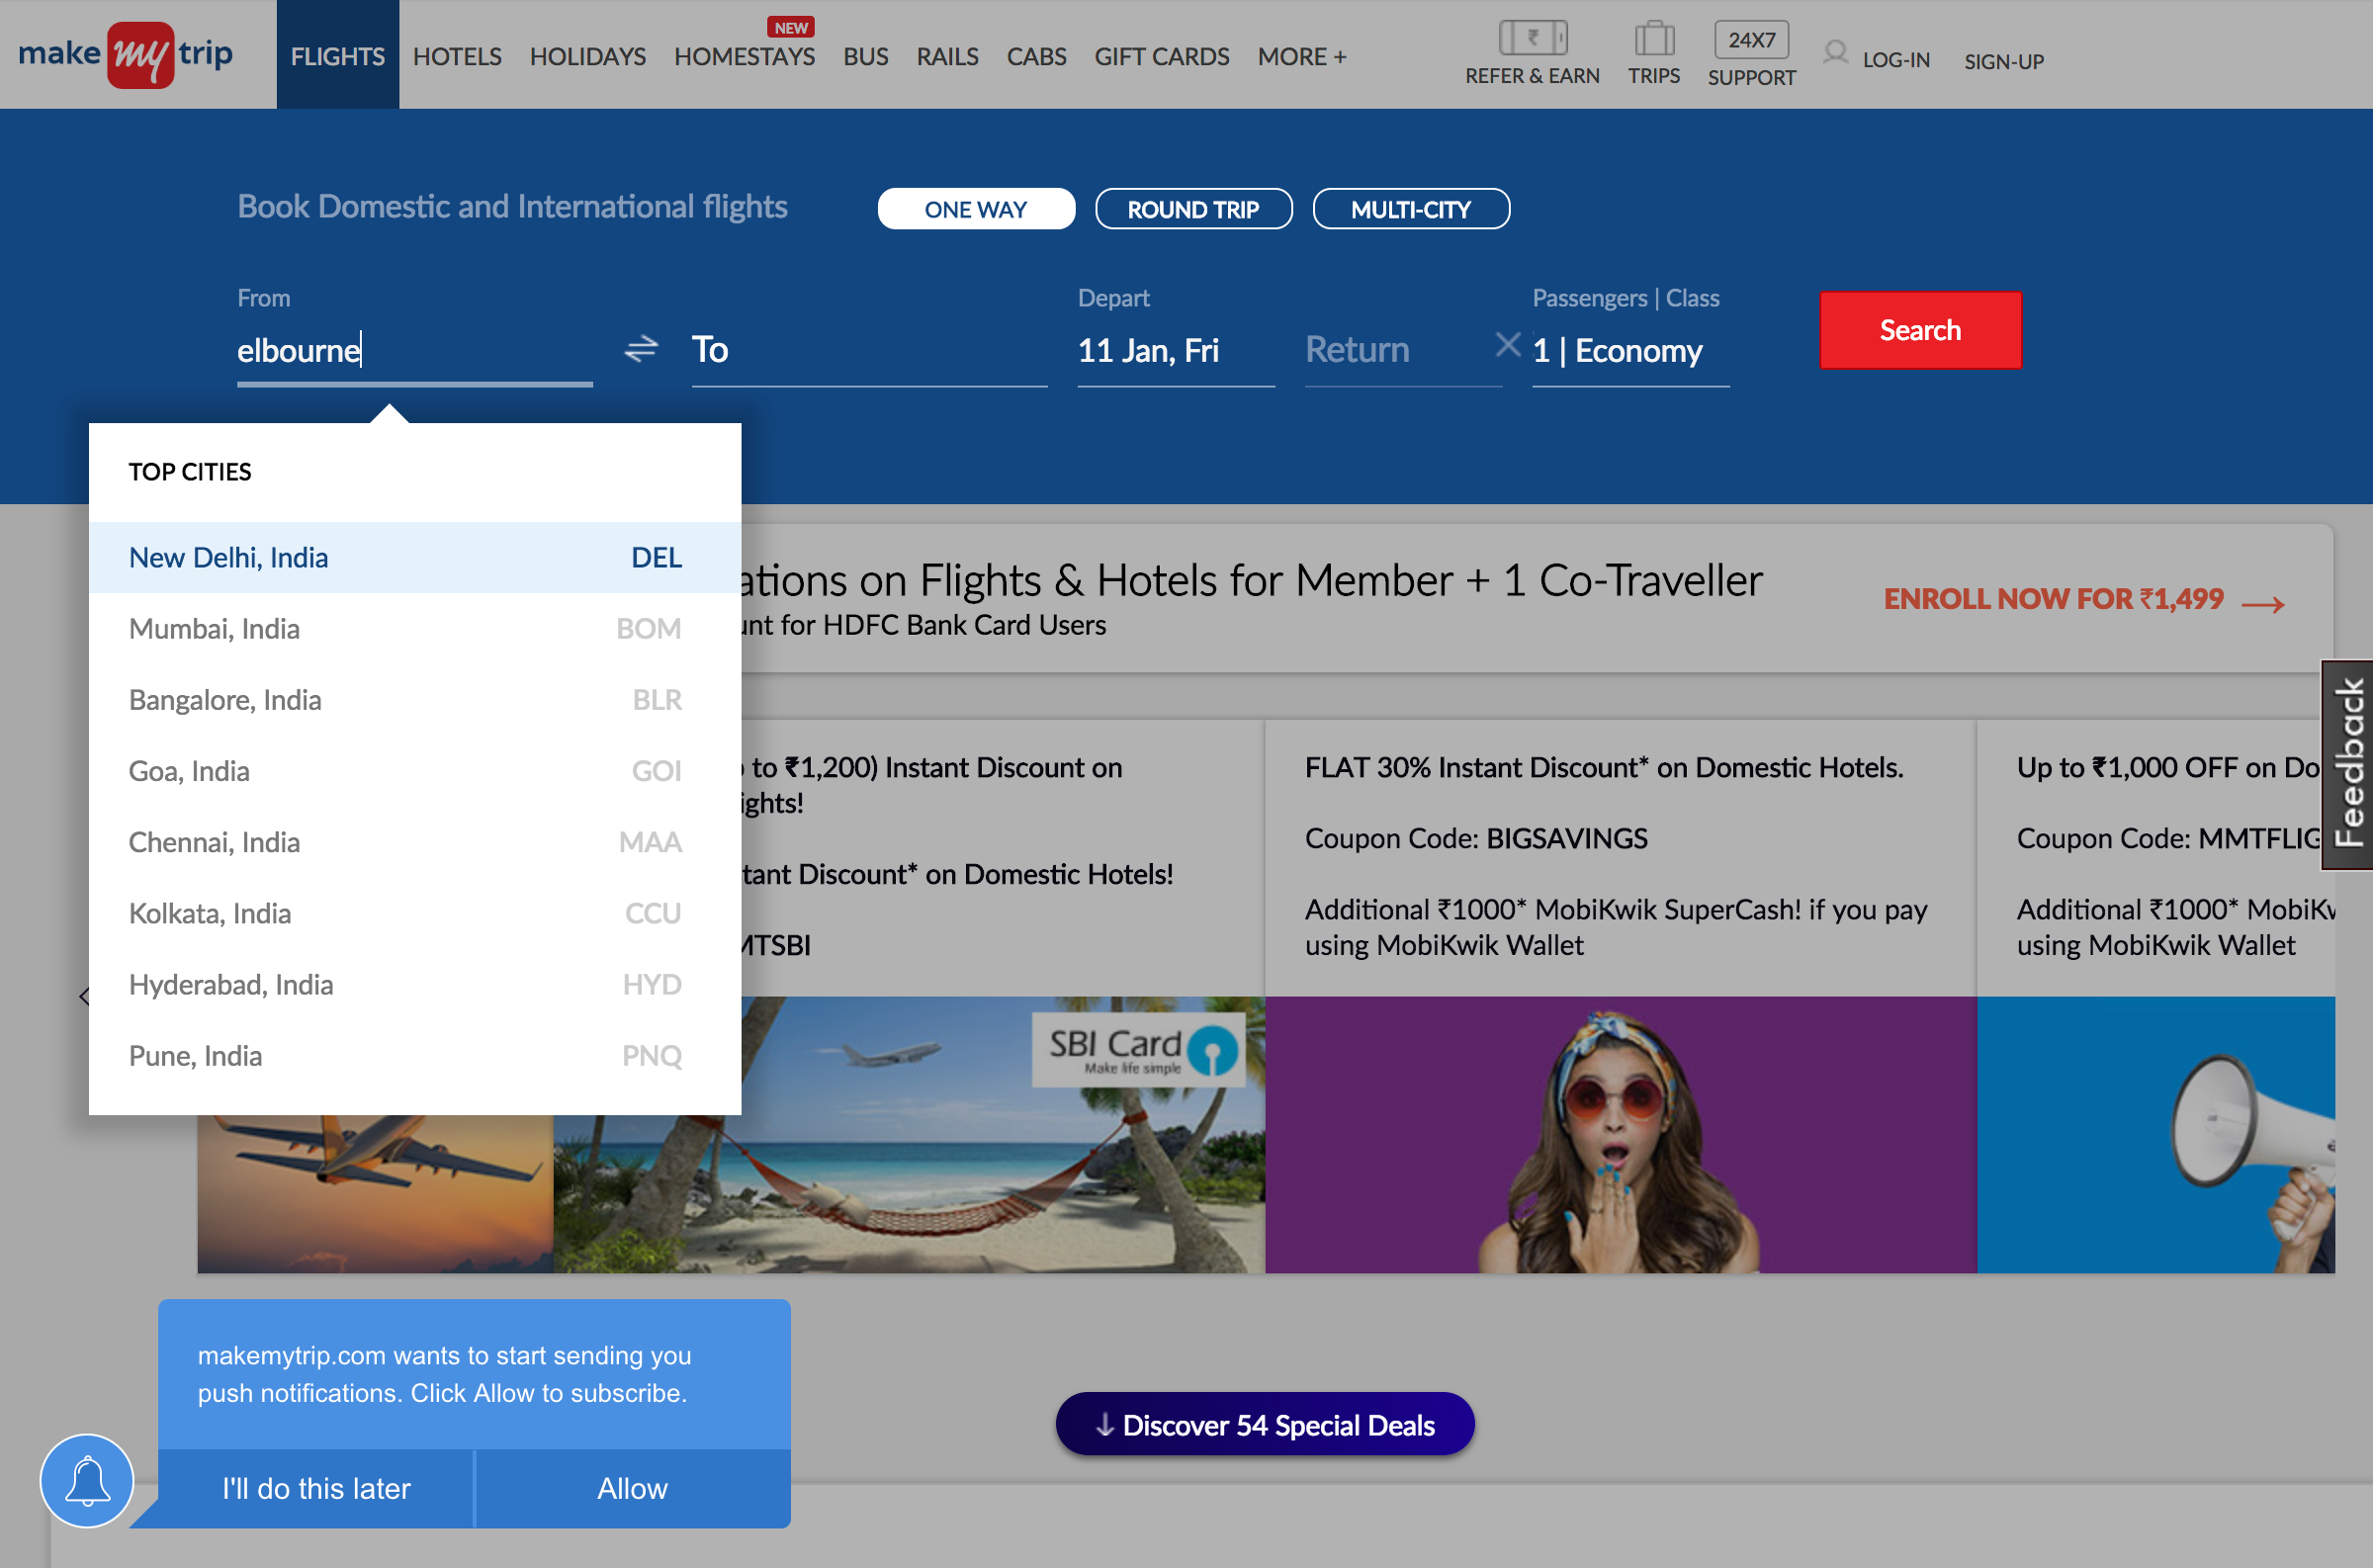 make my trip
FLIGHTS
HOTELS
HOLIDAYS
NEW
HOMESTAYS
BUS
RAILS
CABS
GIFT CARDS
MORE +
₹
REFER & EARN
TRIPS
24X7
SUPPORT
LOG-IN
SIGN-UP
Book Domestic and International flights
ONE WAY
ROUND TRIP
MULTI-CITY
From
elbourne
To
Depart
11 Jan, Fri
Return
Passengers | Class
1 | Economy
Search
TOP CITIES
New Delhi, India DEL
Mumbai, India BOM
Bangalore, India BLR
Goa, India GOI
Chennai, India MAA
Kolkata, India CCU
Hyderabad, India HYD
Pune, India PNQ
ations on Flights & Hotels for Member + 1 Co-Traveller
unt for HDFC Bank Card Users
ENROLL NOW FOR ₹1,499
to ₹1,200) Instant Discount on
ights!
tant Discount* on Domestic Hotels!
MTSBI
SBI Card
Make life simple
FLAT 30% Instant Discount* on Domestic Hotels.
Coupon Code: BIGSAVINGS
Additional ₹1000* MobiKwik SuperCash! if you pay
using MobiKwik Wallet
Up to ₹1,000 OFF on Do
Coupon Code: MMTFLIG
Additional ₹1000* MobiKw
using MobiKwik Wallet
Feedback
makemytrip.com wants to start sending you
push notifications. Click Allow to subscribe.
I'll do this later
Allow
Discover 54 Special Deals